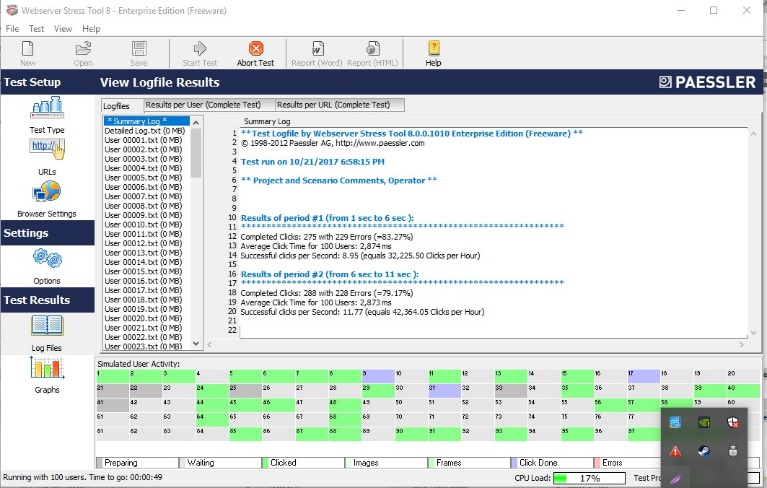 Webserver Stress Tool 8 - Enterprise Edition (Freeware)
File Test View Help
New Open Save Start Test Abort Test Report (Word) Report (HTML) Help
Test Setup
View Logfile Results
PAESSLER
Test Type
URLs
http://
Browser Settings
Settings
Options
Test Results
Log Files
Graphs
Logfiles Results per User (Complete Test) Results per URL (Complete Test)
* Summary Log *
Detailed Log.txt (0 MB)
User 00001.txt (0 MB)
User 00002.txt (0 MB)
User 00003.txt (0 MB)
User 00004.txt (0 MB)
User 00005.txt (0 MB)
User 00006.txt (0 MB)
User 00007.txt (0 MB)
User 00008.txt (0 MB)
User 00009.txt (0 MB)
User 00010.txt (0 MB)
User 00011.txt (0 MB)
User 00012.txt (0 MB)
User 00013.txt (0 MB)
User 00014.txt (0 MB)
User 00015.txt (0 MB)
User 00016.txt (0 MB)
User 00017.txt (0 MB)
User 00018.txt (0 MB)
User 00019.txt (0 MB)
User 00020.txt (0 MB)
User 00021.txt (0 MB)
User 00022.txt (0 MB)
User 00023.txt (0 MB)
Summary Log
1 **Test Logfile by Webserver Stress Tool 8.0.0.1010 Enterprise Edition (Freeware) **
2 © 1998-2012 Paessler AG, http://www.paessler.com
3
4 Test run on 10/21/2017 6:58:15 PM
5
6 ** Project and Scenario Comments, Operator **
7
8
9
10 Results of period #1 (from 1 sec to 6 sec ):
11
12 Completed Clicks: 275 with 229 Errors (=83.27%)
13 Average Click Time for 100 Users: 2,874 ms
14 Successful clicks per Second: 8.95 (equals 32,225.50 Clicks per Hour)
15
16 Results of period #2 (from 6 sec to 11 sec ):
17
18 Completed Clicks: 288 with 228 Errors (=79.17%)
19 Average Click Time for 100 Users: 2,873 ms
20 Successful clicks per Second: 11.77 (equals 42,364.05 Clicks per Hour)
21
22
Simulated User Activity:
1 2 3 4 5 6 7 8 9 10 11 12 13 14 15 16 17 18 19 20
21 22 23 24 25 26 27 28 29 30 31 32 33 34 35 36 37 38 39 40
41 42 43 44 45 46 47 48 49 50 51 52 53 54 55 56 57 58 59 60
61 62 63 64 65 66 67 68 69 70 71 72 73 74 75 76 77
81 82 83 84 85 86 87 88 89 90 91 92 93 94 95 96 97
Preparing Waiting Clicked Images Frames Click Done Errors
Running with 100 users. Time to go: 00:00:49
CPU Load: 17% Test Pro